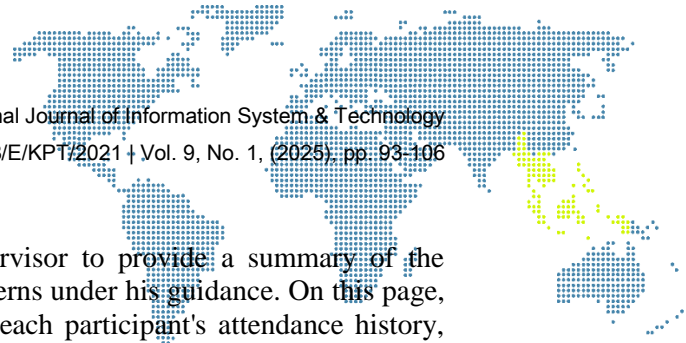 nal Journal of Information System & Technology
/E/KPT/2021 | Vol. 9, No. 1, (2025), pp. 93-106
rvisor to provide a summary of the
erns under his guidance. On this page,
each participant's attendance history,